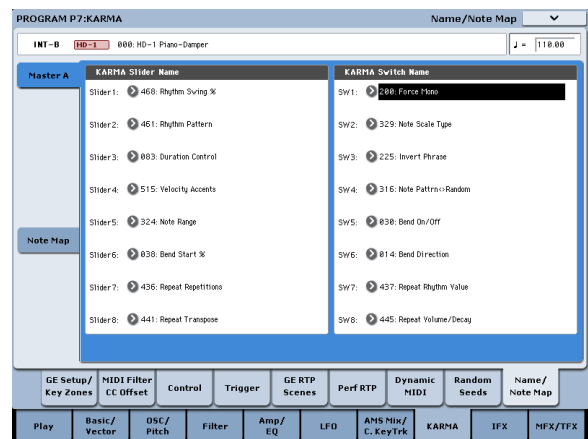 PROGRAM P7:KARMA Name/Note Map
INT-B HD-1 000: HD-1 Piano-Damper ♩ = 110.00
Master A
KARMA Slider Name KARMA Switch Name
Slider1: 468: Rhythm Swing % SW1: 200: Force Mono
Slider2: 461: Rhythm Pattern SW2: 329: Note Scale Type
Slider3: 083: Duration Control SW3: 225: Invert Phrase
Slider4: 515: Velocity Accents SW4: 316: Note Pattrn<>Random
Slider5: 324: Note Range SW5: 030: Bend On/Off
Note Map
Slider6: 038: Bend Start % SW6: 014: Bend Direction
Slider7: 436: Repeat Repetitions SW7: 437: Repeat Rhythm Value
Slider8: 441: Repeat Transpose SW8: 445: Repeat Volume/Decay
GE Setup/ Key Zones MIDI Filter CC Offset Control Trigger GE RTP Scenes Perf RTP Dynamic MIDI Random Seeds Name/ Note Map
Play Basic/ Vector OSC/ Pitch Filter Amp/ EQ LFO AMS Mix/ C. KeyTrk KARMA IFX MFX/TFX